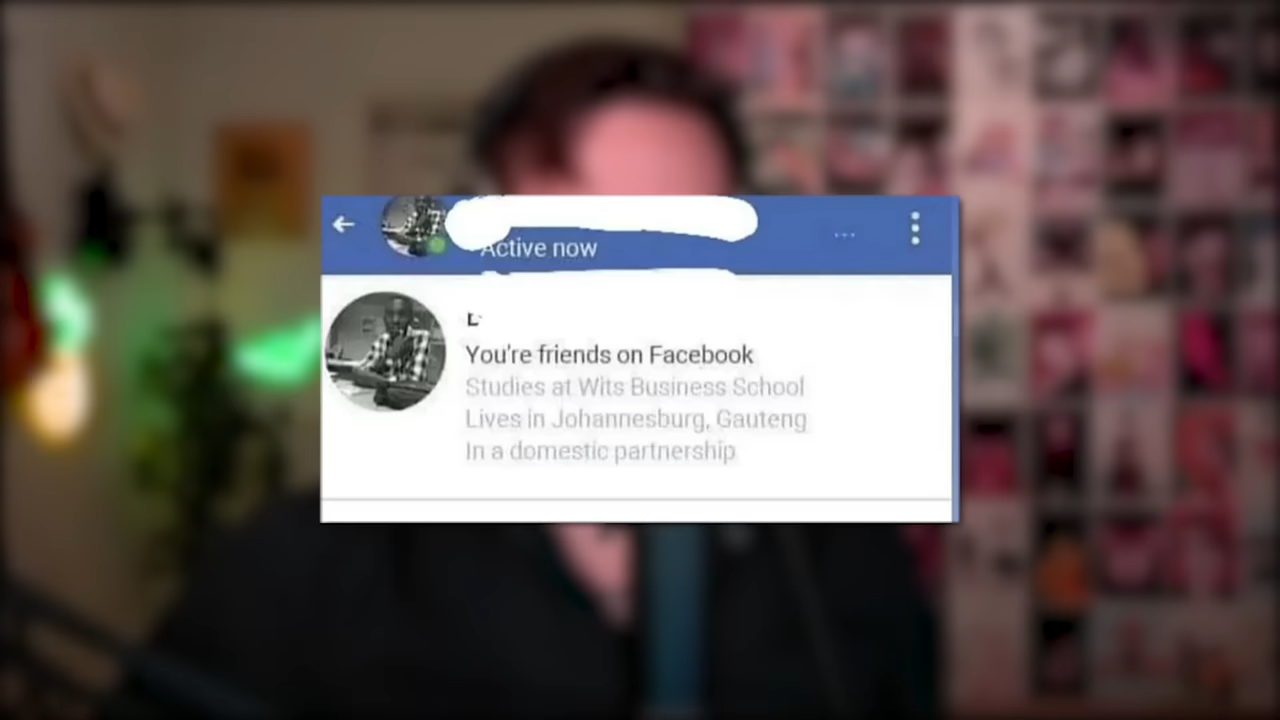 Active now
You're friends on Facebook
Studies at Wits Business School
Lives in Johannesburg, Gauteng
In a domestic partnership